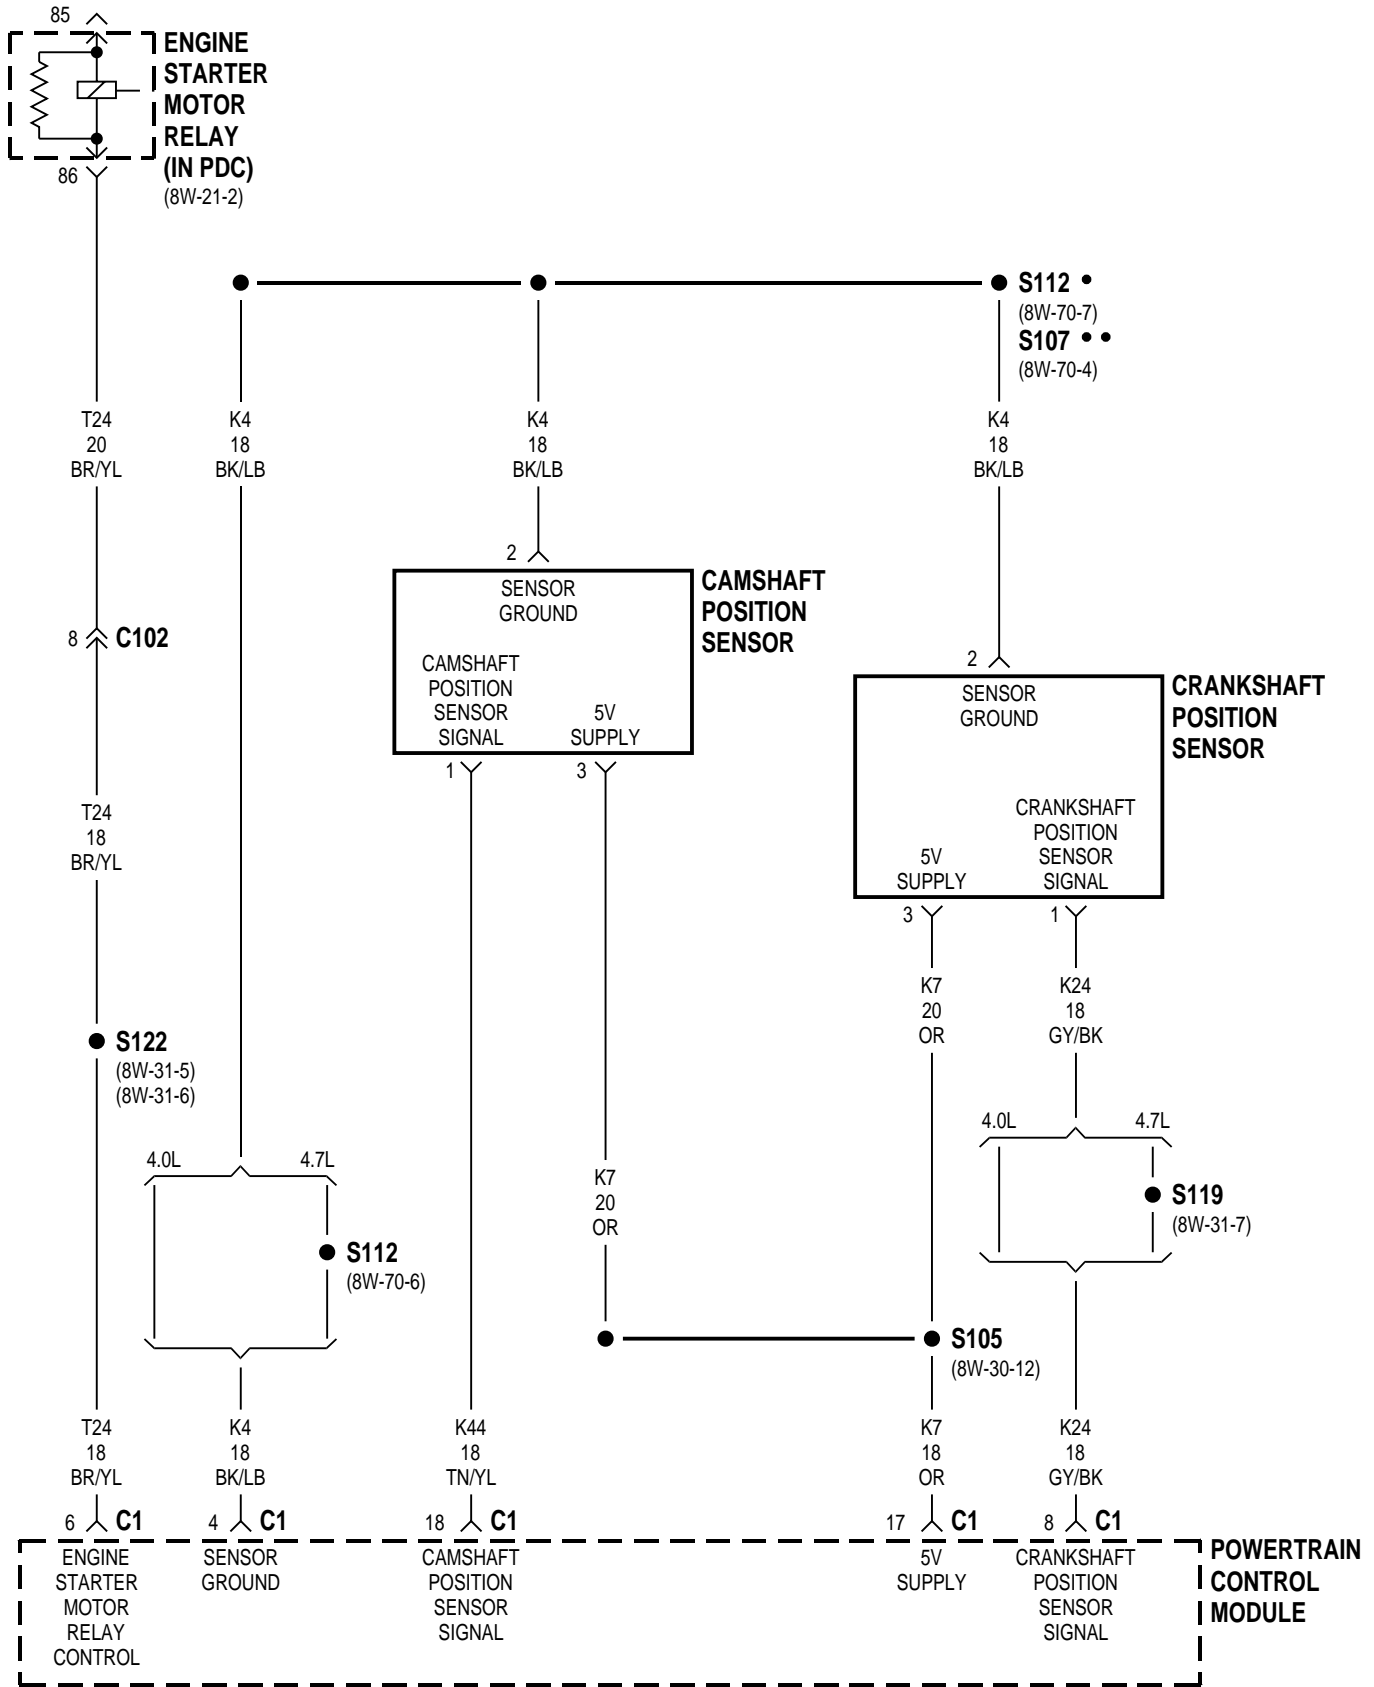 85
ENGINE
STARTER
MOTOR
RELAY
(IN PDC)
(8W-21-2)
86
S112 •
(8W-70-7)
S107 • •
(8W-70-4)
T24
20
BR/YL
K4
18
BK/LB
K4
18
BK/LB
K4
18
BK/LB
2
SENSOR
GROUND
CAMSHAFT
POSITION
SENSOR
SIGNAL
5V
SUPPLY
CAMSHAFT
POSITION
SENSOR
8 C102
2
SENSOR
GROUND
CRANKSHAFT
POSITION
SENSOR
1
3
5V
SUPPLY
CRANKSHAFT
POSITION
SENSOR
SIGNAL
T24
18
BR/YL
3
1
K7
20
OR
K24
18
GY/BK
S122
(8W-31-5)
(8W-31-6)
4.0L
4.7L
4.0L
4.7L
K7
20
OR
S119
(8W-31-7)
S112
(8W-70-6)
S105
(8W-30-12)
T24
18
BR/YL
K4
18
BK/LB
K44
18
TN/YL
K7
18
OR
K24
18
GY/BK
6 C1
4 C1
18 C1
17 C1
8 C1
ENGINE
STARTER
MOTOR
RELAY
CONTROL
SENSOR
GROUND
CAMSHAFT
POSITION
SENSOR
SIGNAL
5V
SUPPLY
CRANKSHAFT
POSITION
SENSOR
SIGNAL
POWERTRAIN
CONTROL
MODULE